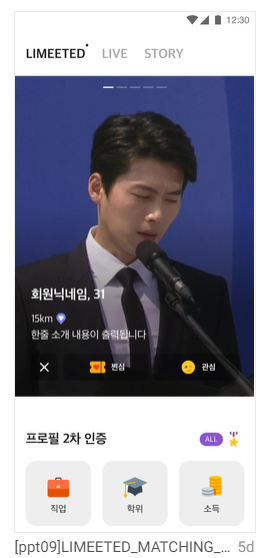 12:30
LIMEETED LIVE STORY
회원닉네임, 31
15km
한줄 소개 내용이 출력됩니다
찐심 관심
프로필 2차 인증 ALL
직업 학위 소득
[ppt09]LIMEETED_MATCHING_... 5d